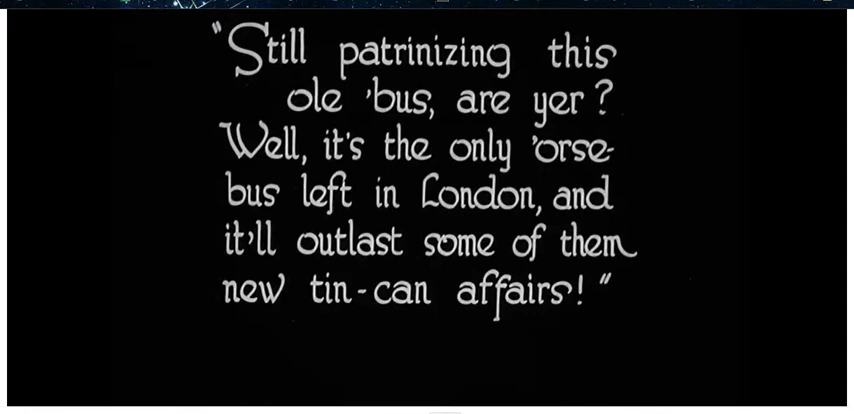 "Still patrinizing this
ole 'bus, are yer?
Well, it's the only 'orse-
bus left in London, and
it'll outlast some of them
new tin-can affairs!"